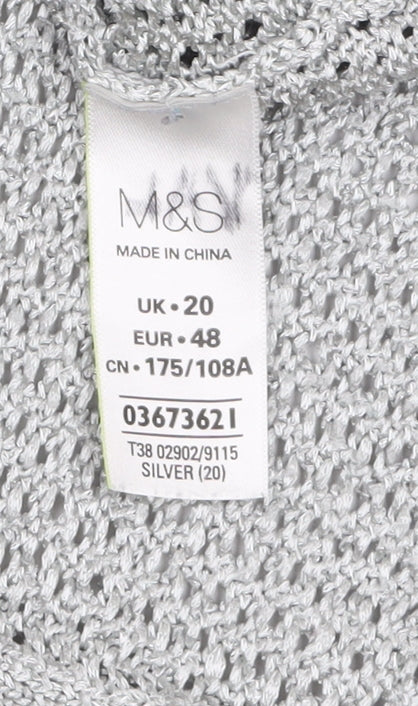 M&S
MADE IN CHINA
UK • 20
EUR • 48
CN • 175/108A
03673621
T38 02902/9115
SILVER (20)